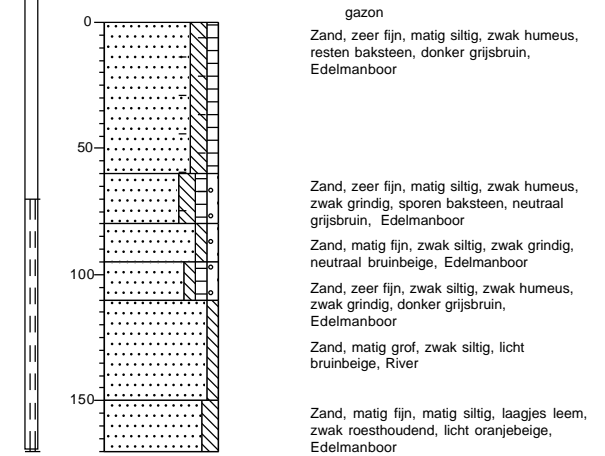 gazon
0
Zand, zeer fijn, matig siltig, zwak humeus,
resten baksteen, donker grijsbruin,
Edelmanboor
50
Zand, zeer fijn, matig siltig, zwak humeus,
zwak grindig, sporen baksteen, neutraal
grijsbruin, Edelmanboor
Zand, matig fijn, zwak siltig, zwak grindig,
neutraal bruinbeige, Edelmanboor
100
Zand, zeer fijn, zwak siltig, zwak humeus,
zwak grindig, donker grijsbruin,
Edelmanboor
Zand, matig grof, zwak siltig, licht
bruinbeige, River
150
Zand, matig fijn, matig siltig, laagjes leem,
zwak roesthoudend, licht oranjebeige,
Edelmanboor